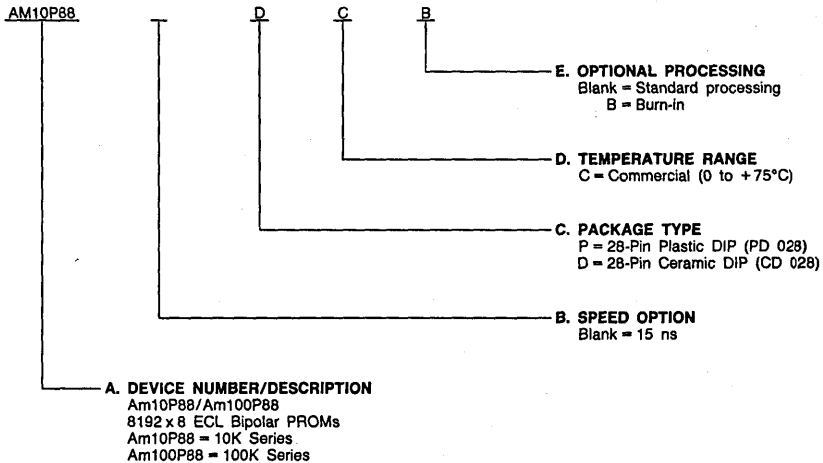 AM10P88 D C B
E. OPTIONAL PROCESSING
Blank = Standard processing
B = Burn-in
D. TEMPERATURE RANGE
C = Commercial (0 to +75°C)
C. PACKAGE TYPE
P = 28-Pin Plastic DIP (PD 028)
D = 28-Pin Ceramic DIP (CD 028)
B. SPEED OPTION
Blank = 15 ns
A. DEVICE NUMBER/DESCRIPTION
Am10P88/Am100P88
8192 x 8 ECL Bipolar PROMs
Am10P88 = 10K Series
Am100P88 = 100K Series